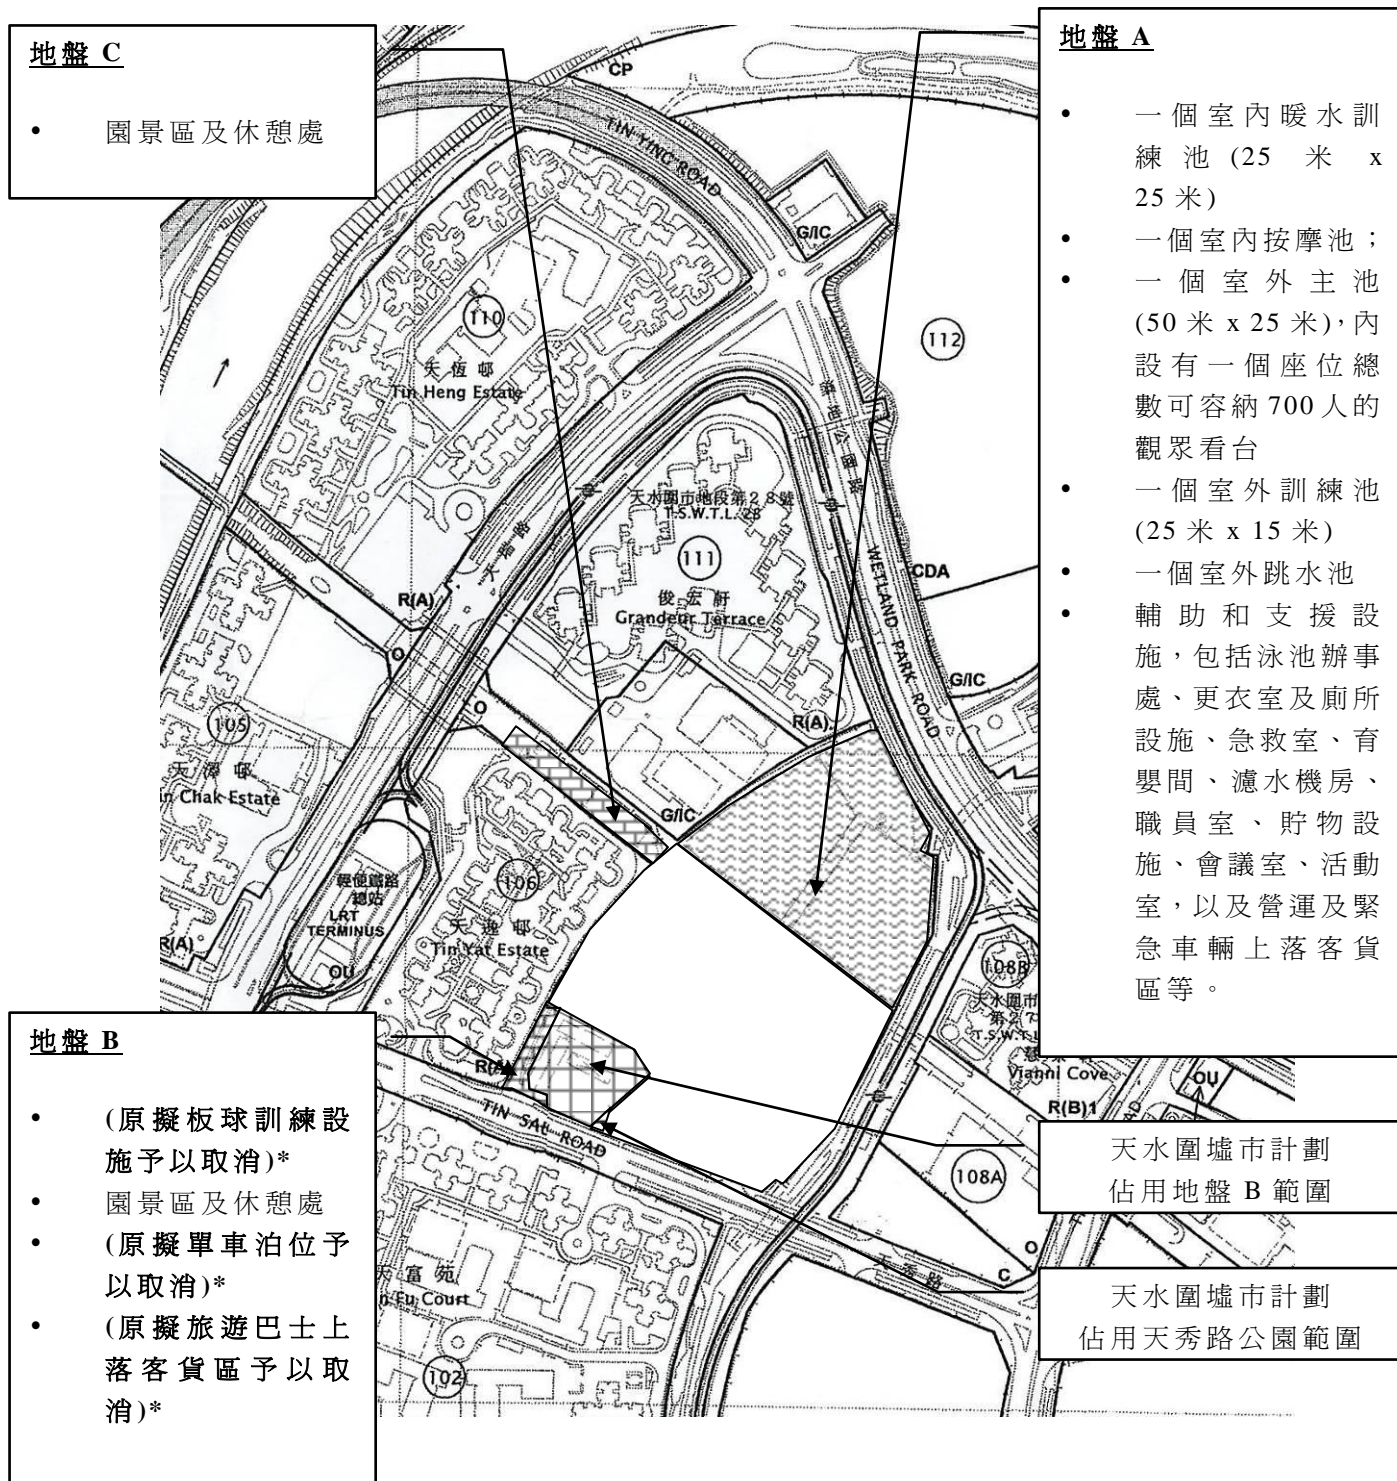 地盤 C
• 園景區及休憩處
地盤 A
• 一個室內暖水訓
練池(25 米 x
25 米)
• 一個室內按摩池；
• 一個室外主池
(50 米 x 25 米)，內
設有一個座位總
數可容納 700 人的
觀眾看台
• 一個室外訓練池
(25 米 x 15 米)
• 一個室外跳水池
• 輔助和支援設
施，包括泳池辦事
處、更衣室及廁所
設施、急救室、育
嬰間、濾水機房、
職員室、貯物設
施、會議室、活動
室，以及營運及緊
急車輛上落客貨
區等。
地盤 B
• (原擬板球訓練設
施予以取消)*
• 園景區及休憩處
• (原擬單車泊位予
以取消)*
• (原擬旅遊巴士上
落客貨區予以取
消)*
天水圍墟市計劃
佔用地盤 B 範圍
天水圍墟市計劃
佔用天秀路公園範圍
CP
TIN YING ROAD
G/IC
112
110
天恆邨
Tin Heng Estate
天水圍市地段第28號
T.S.W.T.L. 28
111
俊宏軒
Grandeur Terrace
濕地公園路
WETLAND PARK ROAD
CDA
G/IC
R(A)
天瑞路
R(A)
O
O
105
天澤邨
in Chak Estate
G/IC
106
天逸邨
Tin Yat Estate
輕便鐵路
總站
LRT
TERMINUS
OU
R(A)
R(A)
TIN SAU ROAD
108B
天水圍市
第27
T.S.W.T.L
Vianni Cove
R(B)1
OU
108A
O
C
天秀路
天富苑
n Fu Court
102